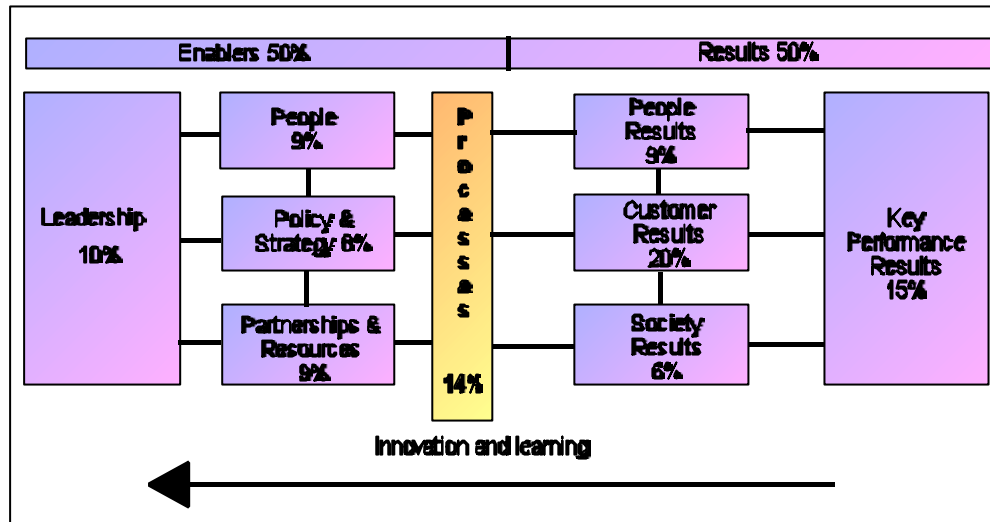 Enablers 50%
Results 50%
Leadership
10%
People
9%
Policy &
Strategy 8%
Partnerships &
Resources
9%
Processes
14%
People
Results
9%
Customer
Results
20%
Society
Results
6%
Key
Performance
Results
15%
Innovation and learning